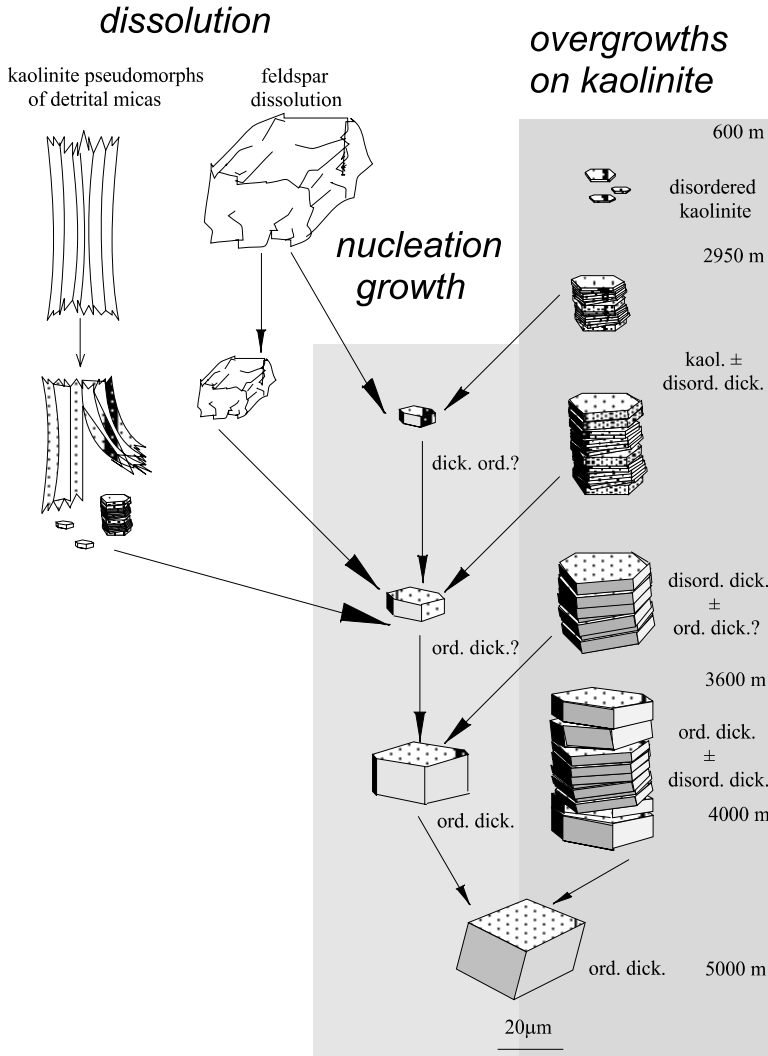 dissolution
kaolinite pseudomorphs
of detrital micas
feldspar
dissolution
overgrowths
on kaolinite
600 m
disordered
kaolinite
2950 m
nucleation
growth
kaol. ±
disord. dick.
dick. ord.?
disord. dick.
±
ord. dick.?
ord. dick.?
3600 m
ord. dick.
±
disord. dick.
4000 m
ord. dick.
ord. dick.
5000 m
20µm